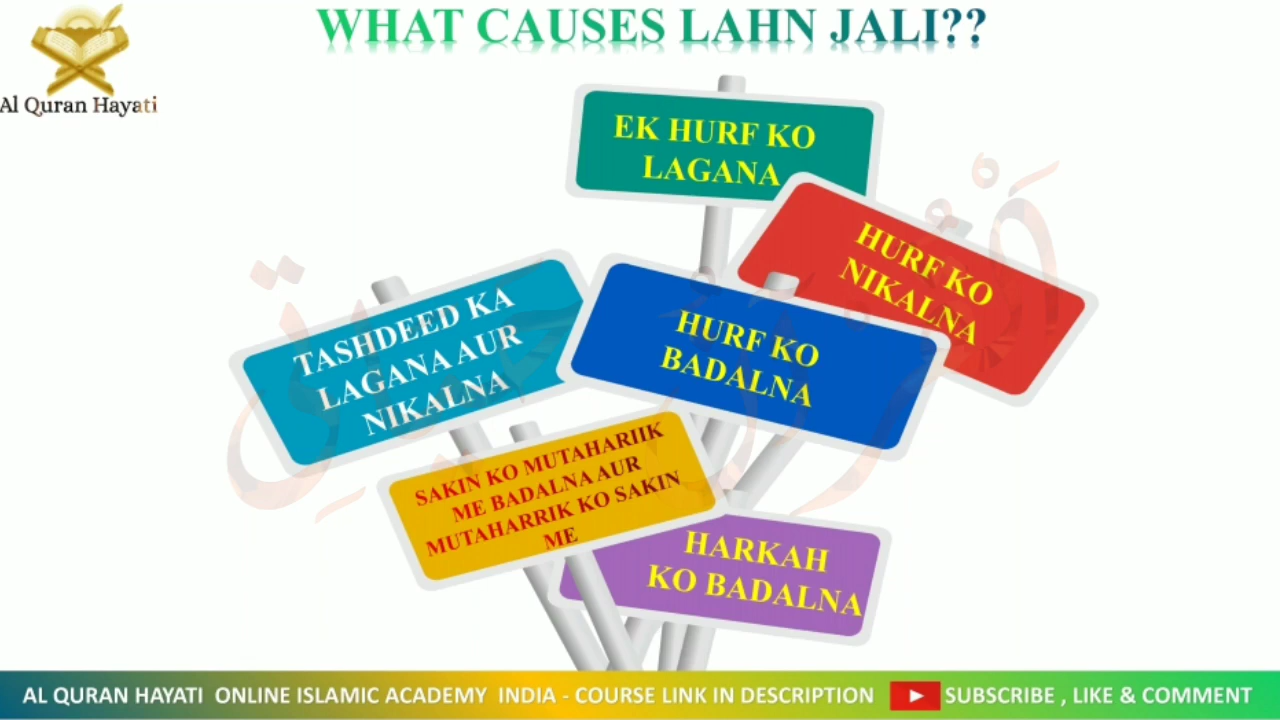 WHAT CAUSES LAHN JALI??
Al Quran Hayati
EK HURF KO
LAGANA
HURF KO
NIKALNA
TASHDEED KA
LAGANA AUR
NIKALNA
HURF KO
BADALNA
SAKIN KO MUTAHARIIK
ME BADALNA AUR
MUTAHARRIK KO SAKIN
ME
HARKAH
KO BADALNA
AL QURAN HAYATI ONLINE ISLAMIC ACADEMY INDIA - COURSE LINK IN DESCRIPTION SUBSCRIBE , LIKE & COMMENT